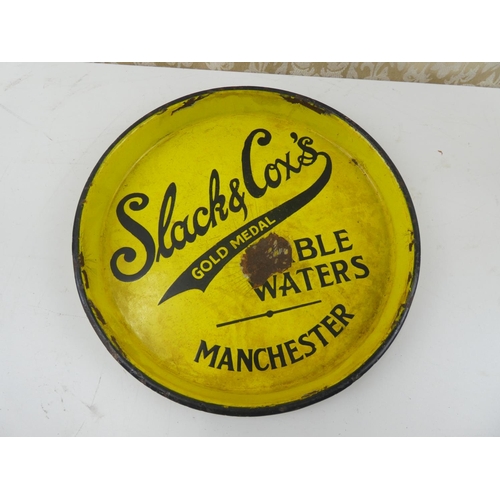 Slack & Cox's
GOLD MEDAL
BLE
WATERS
MANCHESTER